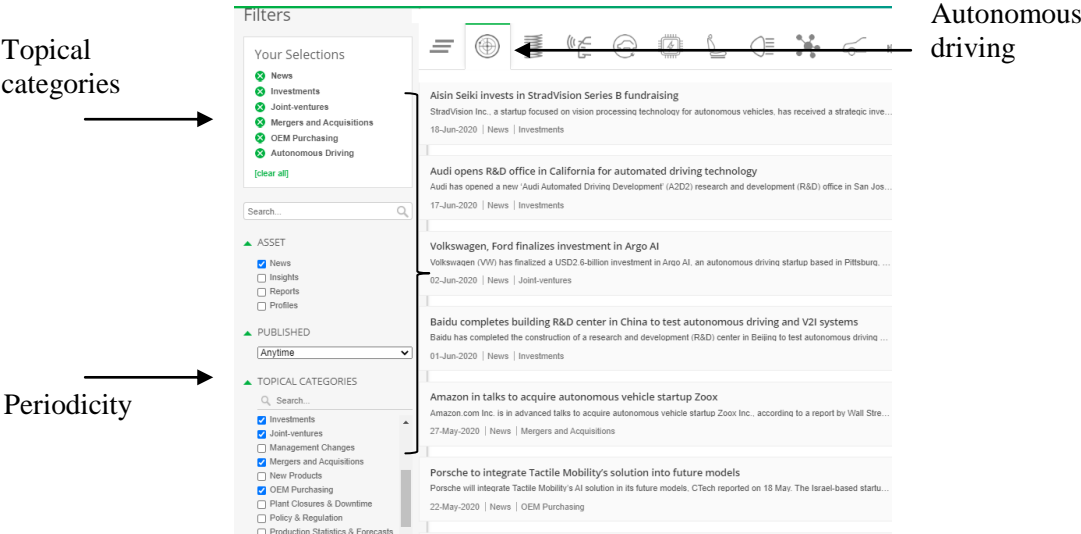 Topical
categories
Periodicity
Autonomous
driving
Filters
Your Selections
News
Investments
Joint-ventures
Mergers and Acquisitions
OEM Purchasing
Autonomous Driving
[clear all]
Search...
ASSET
News
Insights
Reports
Profiles
PUBLISHED
Anytime
TOPICAL CATEGORIES
Search...
Investments
Joint-ventures
Management Changes
Mergers and Acquisitions
New Products
OEM Purchasing
Plant Closures & Downtime
Policy & Regulation
Production Statistics & Forecasts
Aisin Seiki invests in StradVision Series B fundraising
StradVision Inc., a startup focused on vision processing technology for autonomous vehicles, has received a strategic inve...
18-Jun-2020 | News | Investments
Audi opens R&D office in California for automated driving technology
Audi has opened a new 'Audi Automated Driving Development' (A2D2) research and development (R&D) office in San Jos...
17-Jun-2020 | News | Investments
Volkswagen, Ford finalizes investment in Argo AI
Volkswagen (VW) has finalized a USD2.6-billion investment in Argo AI, an autonomous driving startup based in Pittsburg, ...
02-Jun-2020 | News | Joint-ventures
Baidu completes building R&D center in China to test autonomous driving and V2I systems
Baidu has completed the construction of a research and development (R&D) center in Beijing to test autonomous driving ...
01-Jun-2020 | News | Investments
Amazon in talks to acquire autonomous vehicle startup Zoox
Amazon.com Inc. is in advanced talks to acquire autonomous vehicle startup Zoox Inc., according to a report by Wall Stre...
27-May-2020 | News | Mergers and Acquisitions
Porsche to integrate Tactile Mobility's solution into future models
Porsche will integrate Tactile Mobility's AI solution in its future models, CTech reported on 18 May. The Israel-based startu...
22-May-2020 | News | OEM Purchasing